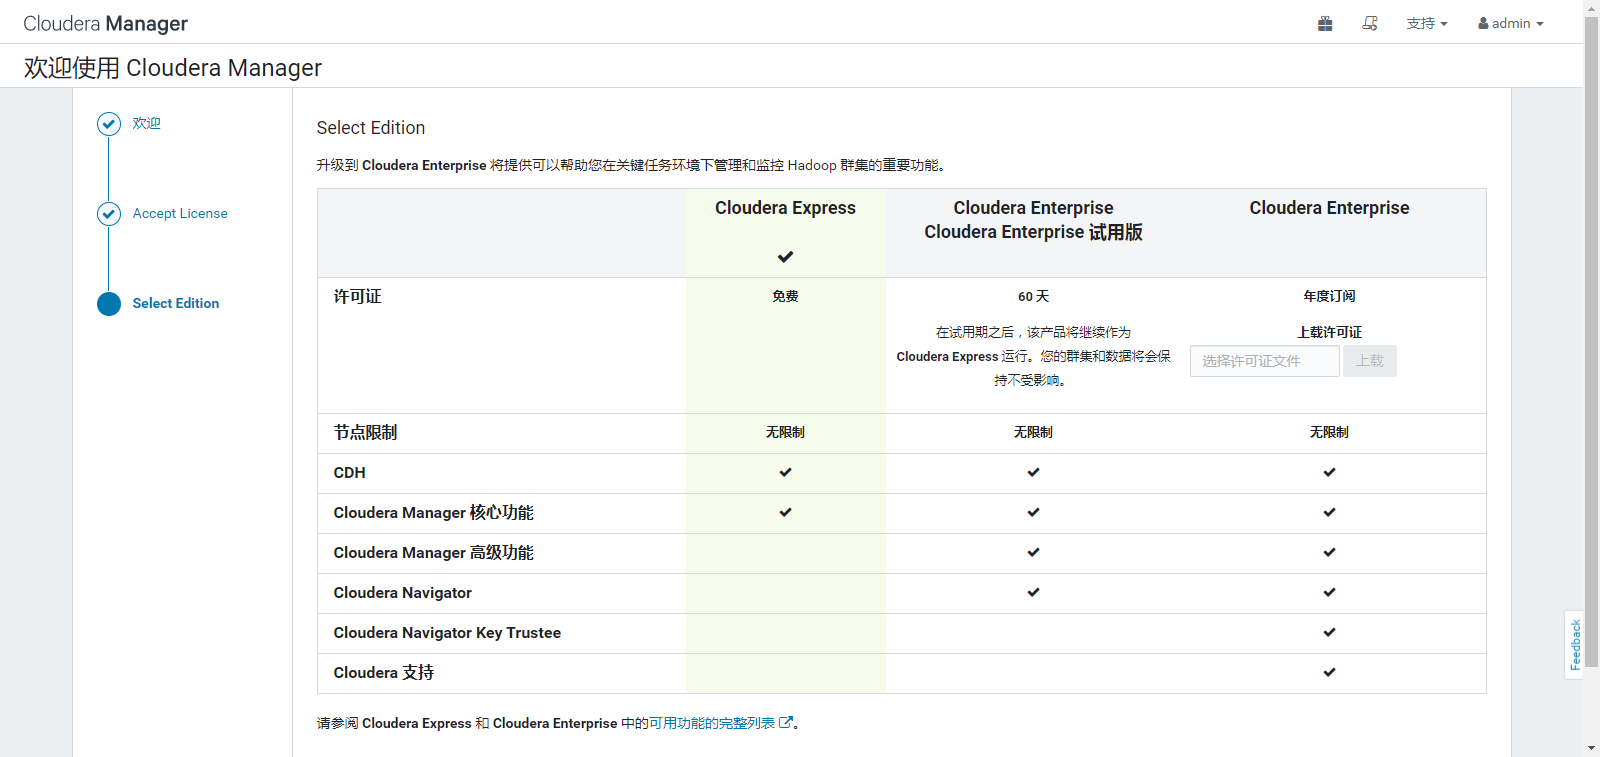 Cloudera Manager
支持
admin
欢迎使用 Cloudera Manager
欢迎
Accept License
Select Edition
Select Edition
升级到 Cloudera Enterprise 将提供可以帮助您在关键任务环境下管理和监控 Hadoop 群集的重要功能。
Cloudera Express
Cloudera Enterprise
Cloudera Enterprise 试用版
Cloudera Enterprise
许可证
免费
60 天
在试用期之后，该产品将继续作为
Cloudera Express 运行。您的群集和数据将会保
持不受影响。
年度订阅
上载许可证
选择许可证文件
上载
节点限制
无限制
无限制
无限制
CDH
Cloudera Manager 核心功能
Cloudera Manager 高级功能
Cloudera Navigator
Cloudera Navigator Key Trustee
Cloudera 支持
请参阅 Cloudera Express 和 Cloudera Enterprise 中的可用功能的完整列表。
Feedback